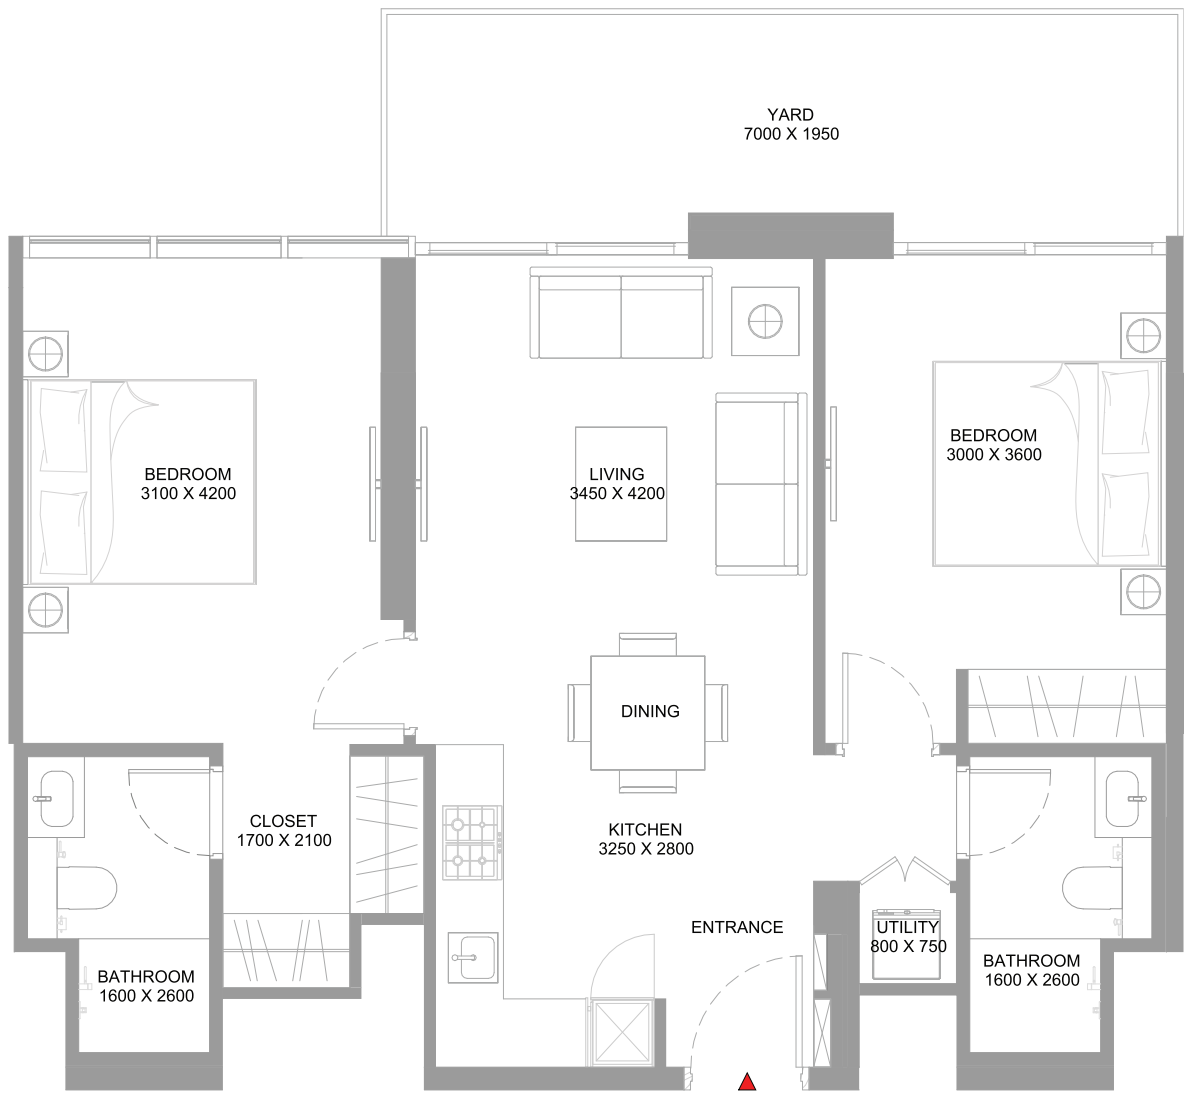 YARD
7000 X 1950
BEDROOM
3100 X 4200
LIVING
3450 X 4200
BEDROOM
3000 X 3600
DINING
CLOSET
1700 X 2100
KITCHEN
3250 X 2800
ENTRANCE
UTILITY
800 X 750
BATHROOM
1600 X 2600
BATHROOM
1600 X 2600